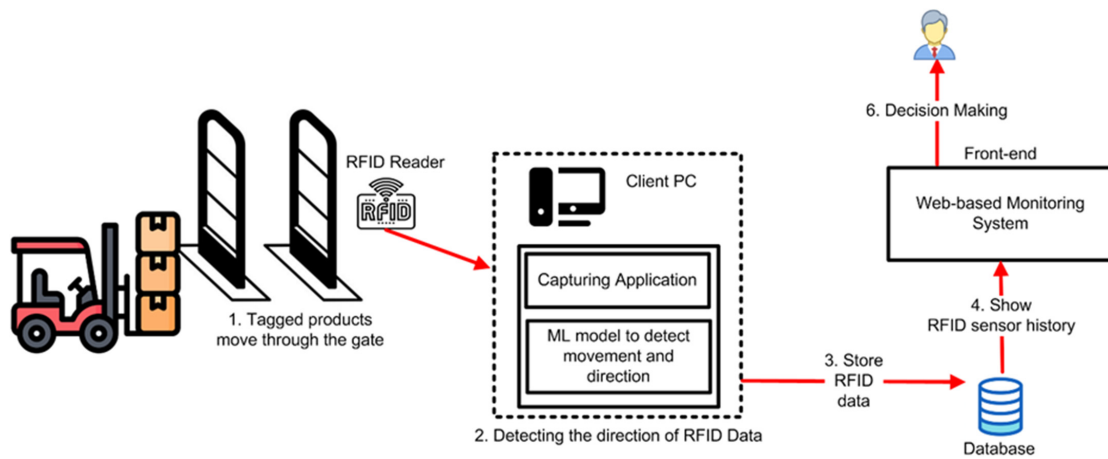 6. Decision Making
Front-end
Web-based Monitoring
System
RFID Reader
RFID
Client PC
Capturing Application
ML model to detect
movement and
direction
1. Tagged products
move through the gate
2. Detecting the direction of RFID Data
3. Store
RFID
data
4. Show
RFID sensor history
Database